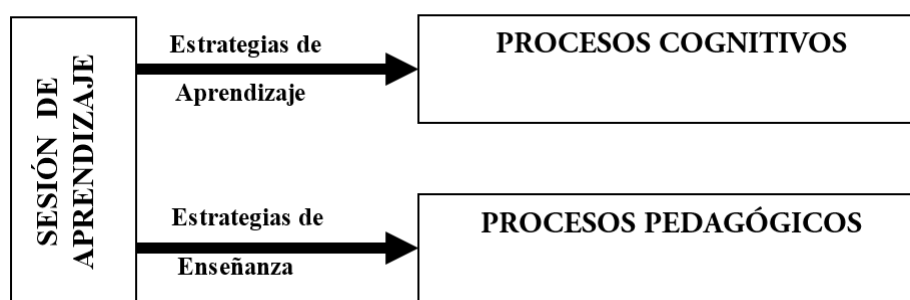 SESIÓN DE
APRENDIZAJE
Estrategias de
Aprendizaje
PROCESOS COGNITIVOS
Estrategias de
Enseñanza
PROCESOS PEDAGÓGICOS